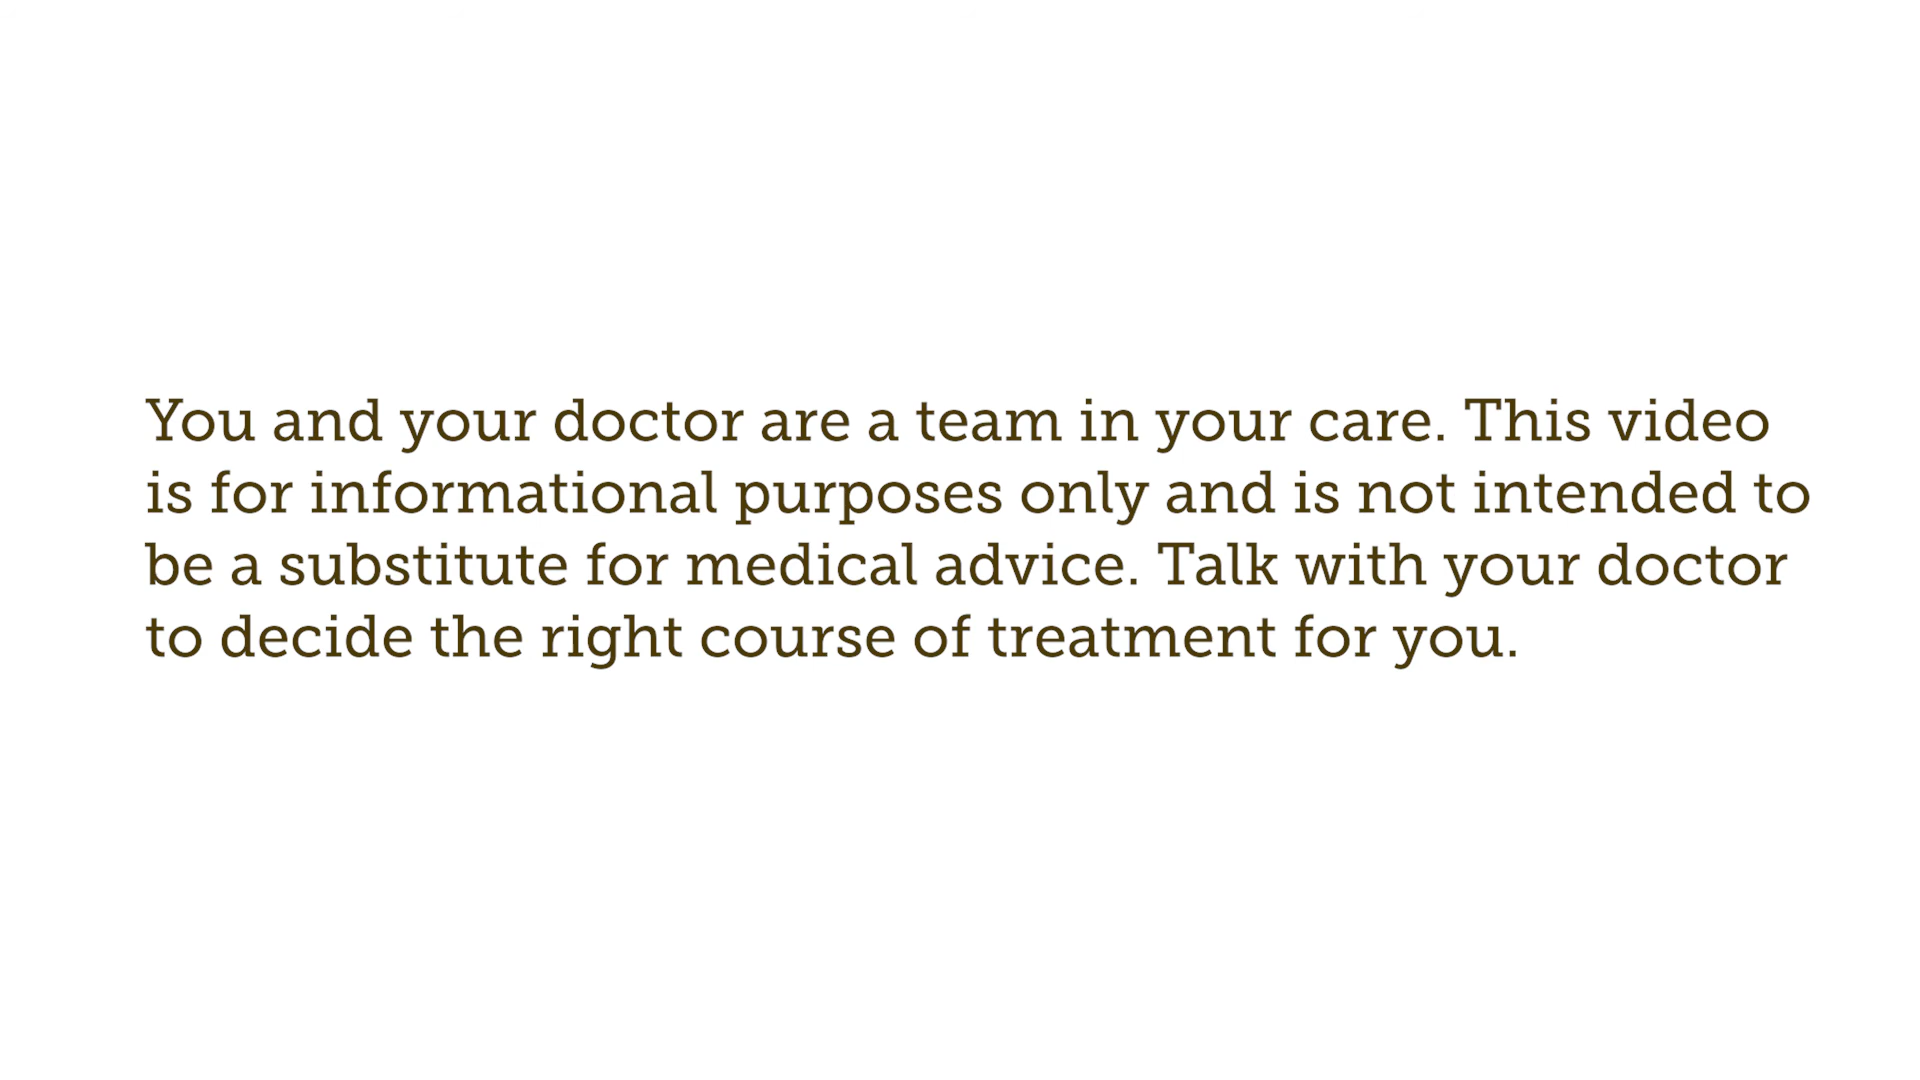 You and your doctor are a team in your care. This video
is for informational purposes only and is not intended to
be a substitute for medical advice. Talk with your doctor
to decide the right course of treatment for you.